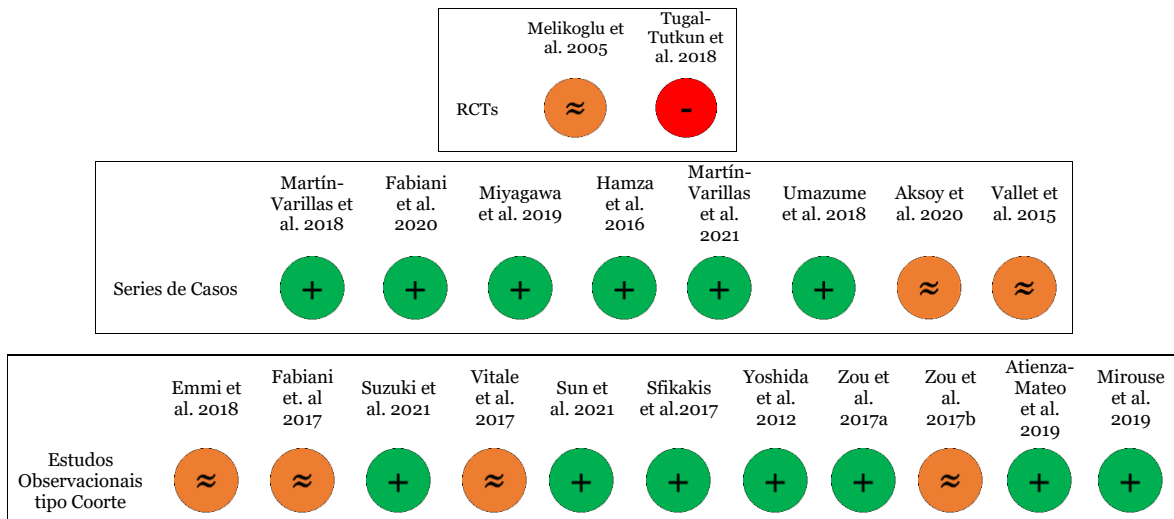 Melikoglu et
al. 2005
Tugal-
Tutkun et
al. 2018
RCTs
≈
-
Martín-
Varillas et
al. 2018
Fabiani
et al.
2020
Miyagawa
et al. 2019
Hamza
et al.
2016
Martín-
Varillas
et al.
2021
Umazume
et al. 2018
Aksoy et
al. 2020
Vallet et
al. 2015
Series de Casos
+
+
+
+
+
+
≈
≈
Emmi et
al. 2018
Fabiani
et. al
2017
Suzuki et
al. 2021
Vitale
et al.
2017
Sun et
al. 2021
Sfikakis
et al.2017
Yoshida
et al.
2012
Zou et
al.
2017a
Zou et
al.
2017b
Atienza-
Mateo
et al.
2019
Mirouse
et al.
2019
Estudos
Observacionais
tipo Coorte
≈
≈
+
≈
+
+
+
+
≈
+
+